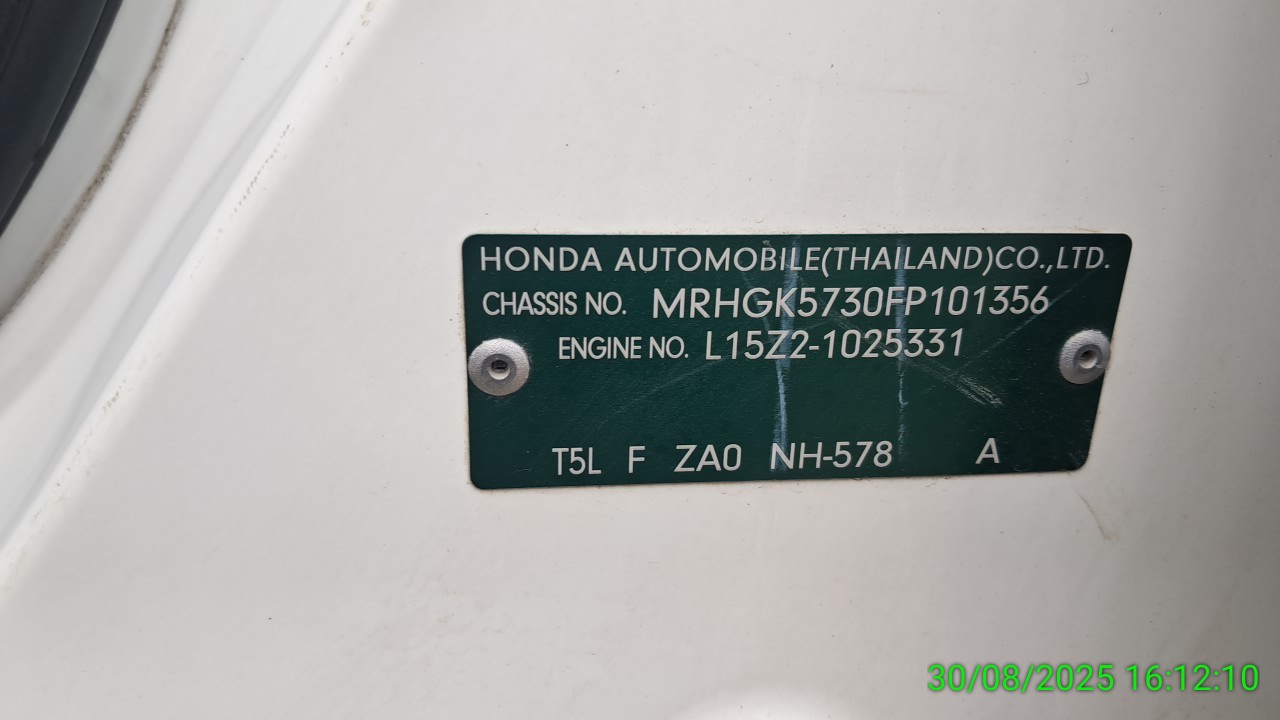 HONDA AUTOMOBILE(THAILAND)CO.,LTD.
CHASSIS NO. MRHGK5730FP101356
ENGINE NO. L15Z2-1025331
T5L F ZA0 NH-578 A
30/08/2025 16:12:10